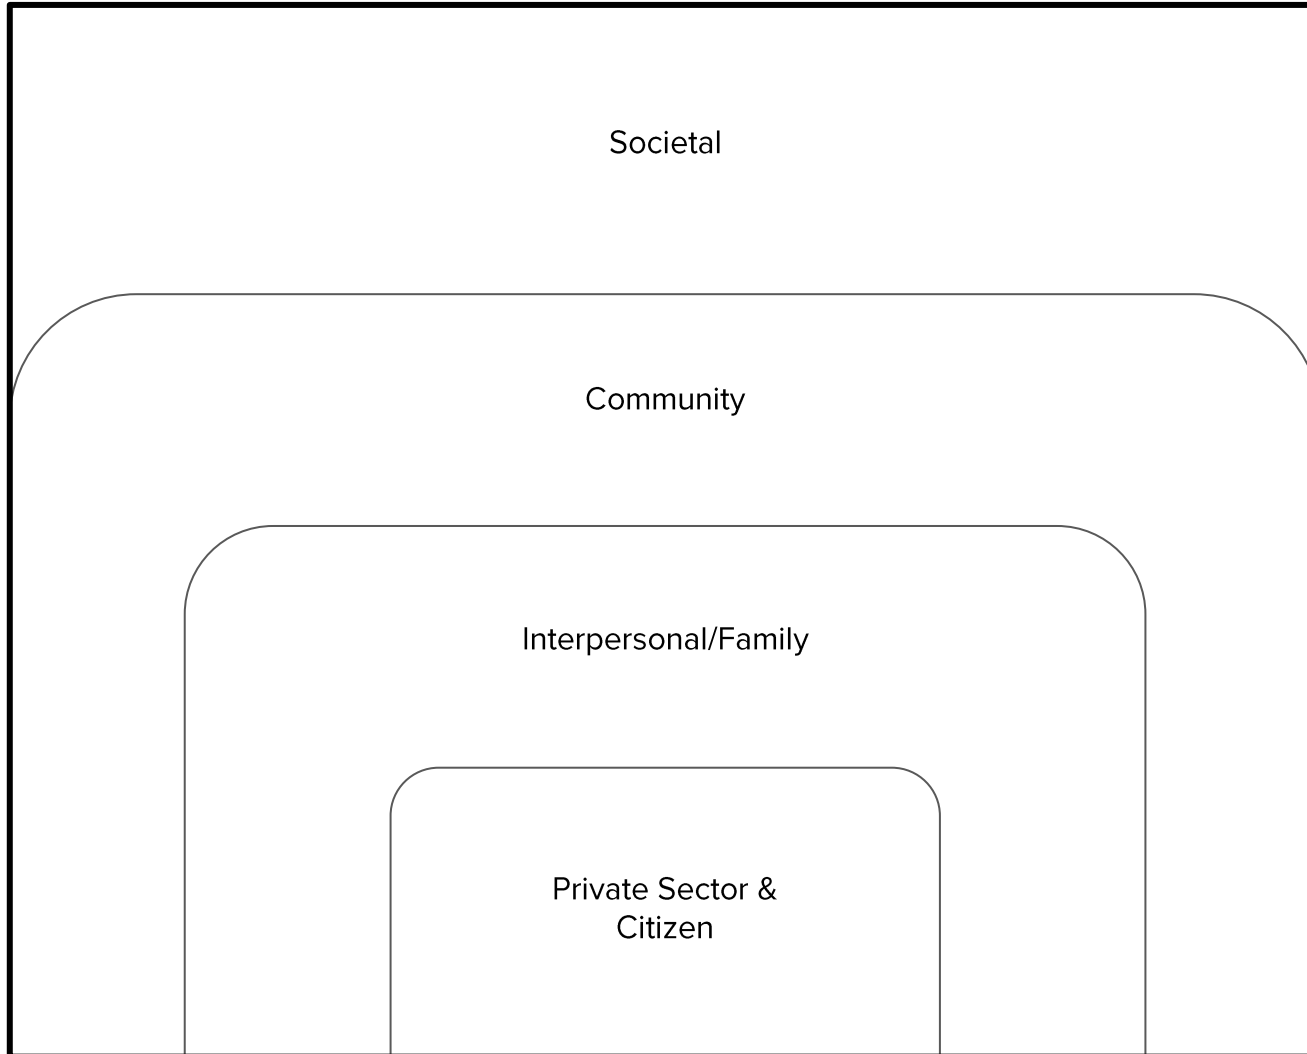 Societal
Community
Interpersonal/Family
Private Sector &
Citizen